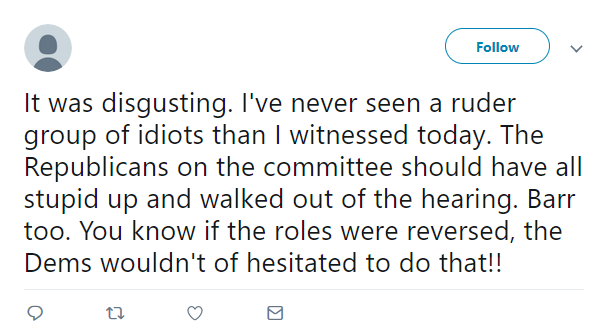 Follow
It was disgusting. I've never seen a ruder
group of idiots than I witnessed today. The
Republicans on the committee should have all
stupid up and walked out of the hearing. Barr
too. You know if the roles were reversed, the
Dems wouldn't of hesitated to do that!!